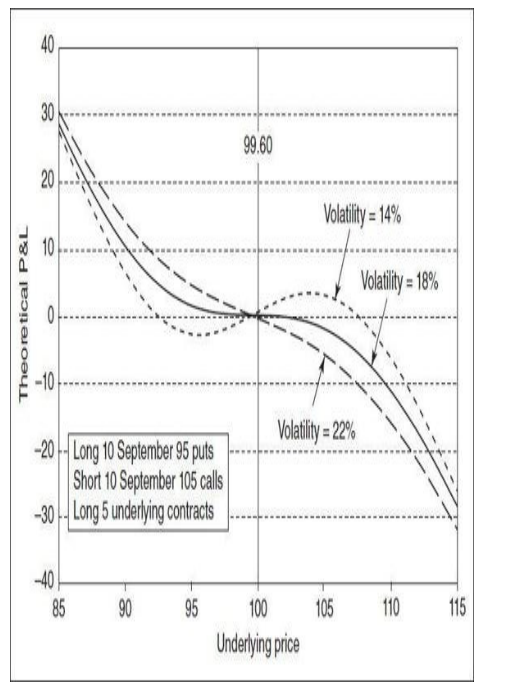 40
30
99.60
20
Volatility = 14%
10
Volatility = 18%
Theoretical P&L
0
–10
Volatility = 22%
–20
Long 10 September 95 puts
Short 10 September 105 calls
Long 5 underlying contracts
–30
–40
85 90 95 100 105 110 115
Underlying price